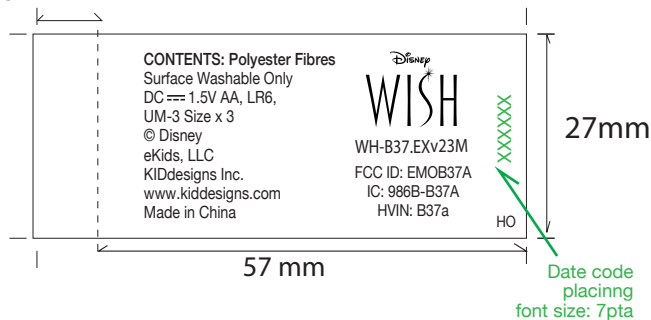 CONTENTS: Polyester Fibres
Surface Washable Only
DC ⎓ 1.5V AA, LR6,
UM-3 Size x 3
© Disney
eKids, LLC
KIDdesigns Inc.
www.kiddesigns.com
Made in China
Disney
WISH
WH-B37.EXv23M
FCC ID: EMOB37A
IC: 986B-B37A
HVIN: B37a
XXXXXX
HO
27mm
57 mm
Date code
placinng
font size: 7pta